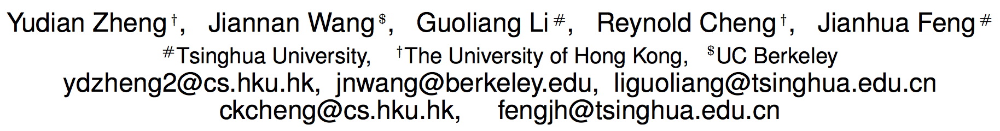 Yudian Zheng †, Jiannan Wang $, Guoliang Li #, Reynold Cheng †, Jianhua Feng #
# Tsinghua University, † The University of Hong Kong, $ UC Berkeley
ydzheng2@cs.hku.hk, jnwang@berkeley.edu, liguoliang@tsinghua.edu.cn
ckcheng@cs.hku.hk, fengjh@tsinghua.edu.cn